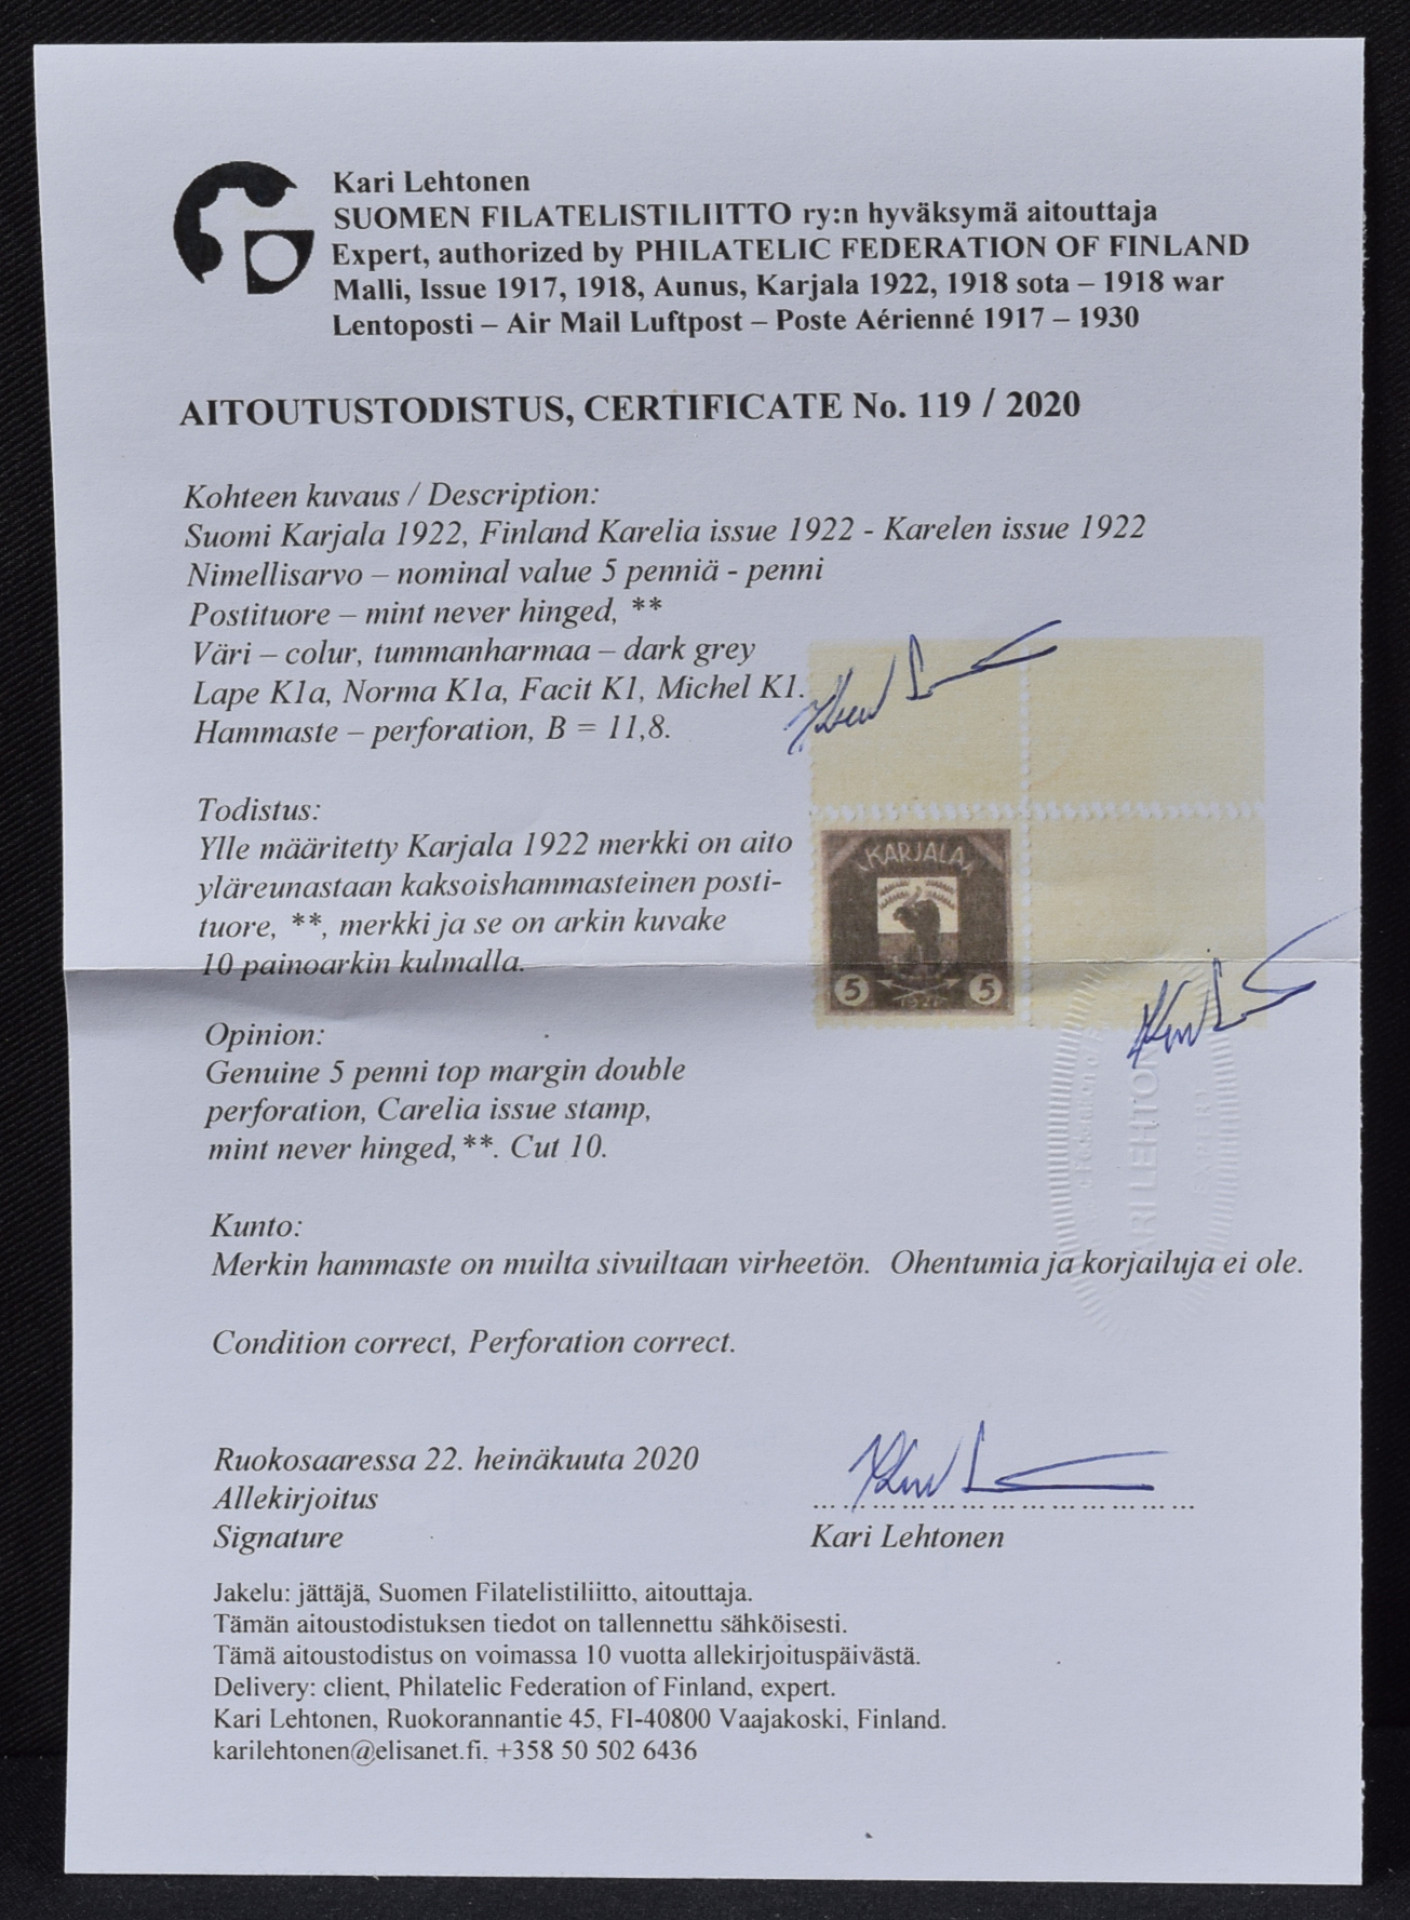 Kari Lehtonen
SUOMEN FILATELISTILIITTO ry:n hyväksymä aitouttaja
Expert, authorized by PHILATELIC FEDERATION OF FINLAND
Malli, Issue 1917, 1918, Aunus, Karjala 1922, 1918 sota – 1918 war
Lentoposti – Air Mail Luftpost – Poste Aérienné 1917 – 1930
AITOUTUSTODISTUS, CERTIFICATE No. 119 / 2020
Kohteen kuvaus / Description:
Suomi Karjala 1922, Finland Karelia issue 1922 - Karelen issue 1922
Nimellisarvo – nominal value 5 penniä - penni
Postituore – mint never hinged, **
Väri – colur, tummanharmaa – dark grey
Lape K1a, Norma K1a, Facit K1, Michel K1.
Hammaste – perforation, B = 11,8.
Todistus:
Ylle määritetty Karjala 1922 merkki on aito
yläreunastaan kaksoishammasteinen posti-
tuore, **, merkki ja se on arkin kuvake
10 painoarkin kulmalla.
KARJALA
5 1922 5
Opinion:
Genuine 5 penni top margin double
perforation, Carelia issue stamp,
mint never hinged, **. Cut 10.
KARI LEHTONEN
EXPERT
Kunto:
Merkin hammaste on muilta sivuiltaan virheetön. Ohentumia ja korjailuja ei ole.
Condition correct, Perforation correct.
Ruokosaaressa 22. heinäkuuta 2020
Allekirjoitus
Signature
Kari Lehtonen
Jakelu: jättäjä, Suomen Filatelistiliitto, aitouttaja.
Tämän aitoustodistuksen tiedot on tallennettu sähköisesti.
Tämä aitoustodistus on voimassa 10 vuotta allekirjoituspäivästä.
Delivery: client, Philatelic Federation of Finland, expert.
Kari Lehtonen, Ruokorannantie 45, FI-40800 Vaajakoski, Finland.
karilehtonen@elisanet.fi, +358 50 502 6436